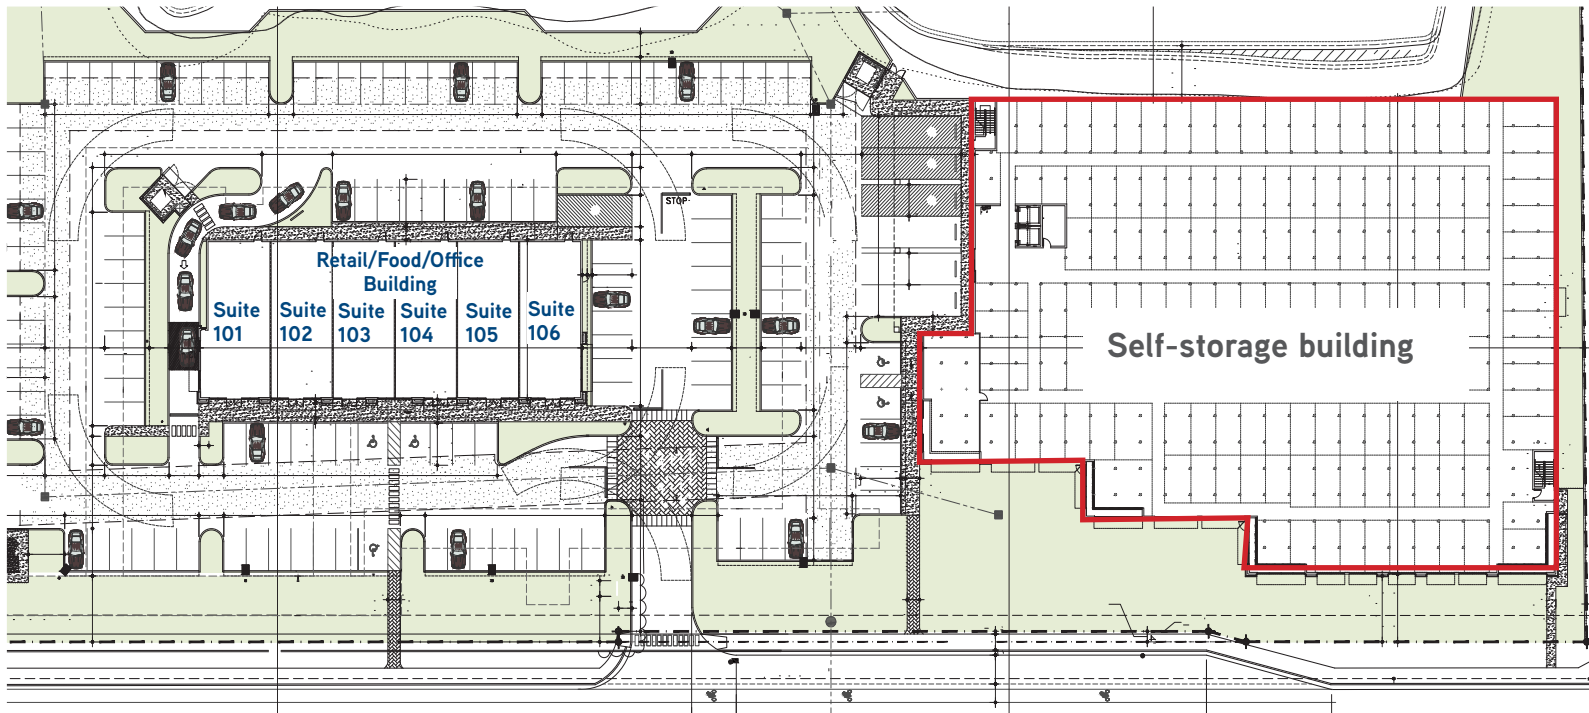 STOP
Retail/Food/Office
Building
Suite
101
Suite
102
Suite
103
Suite
104
Suite
105
Suite
106
Self-storage building